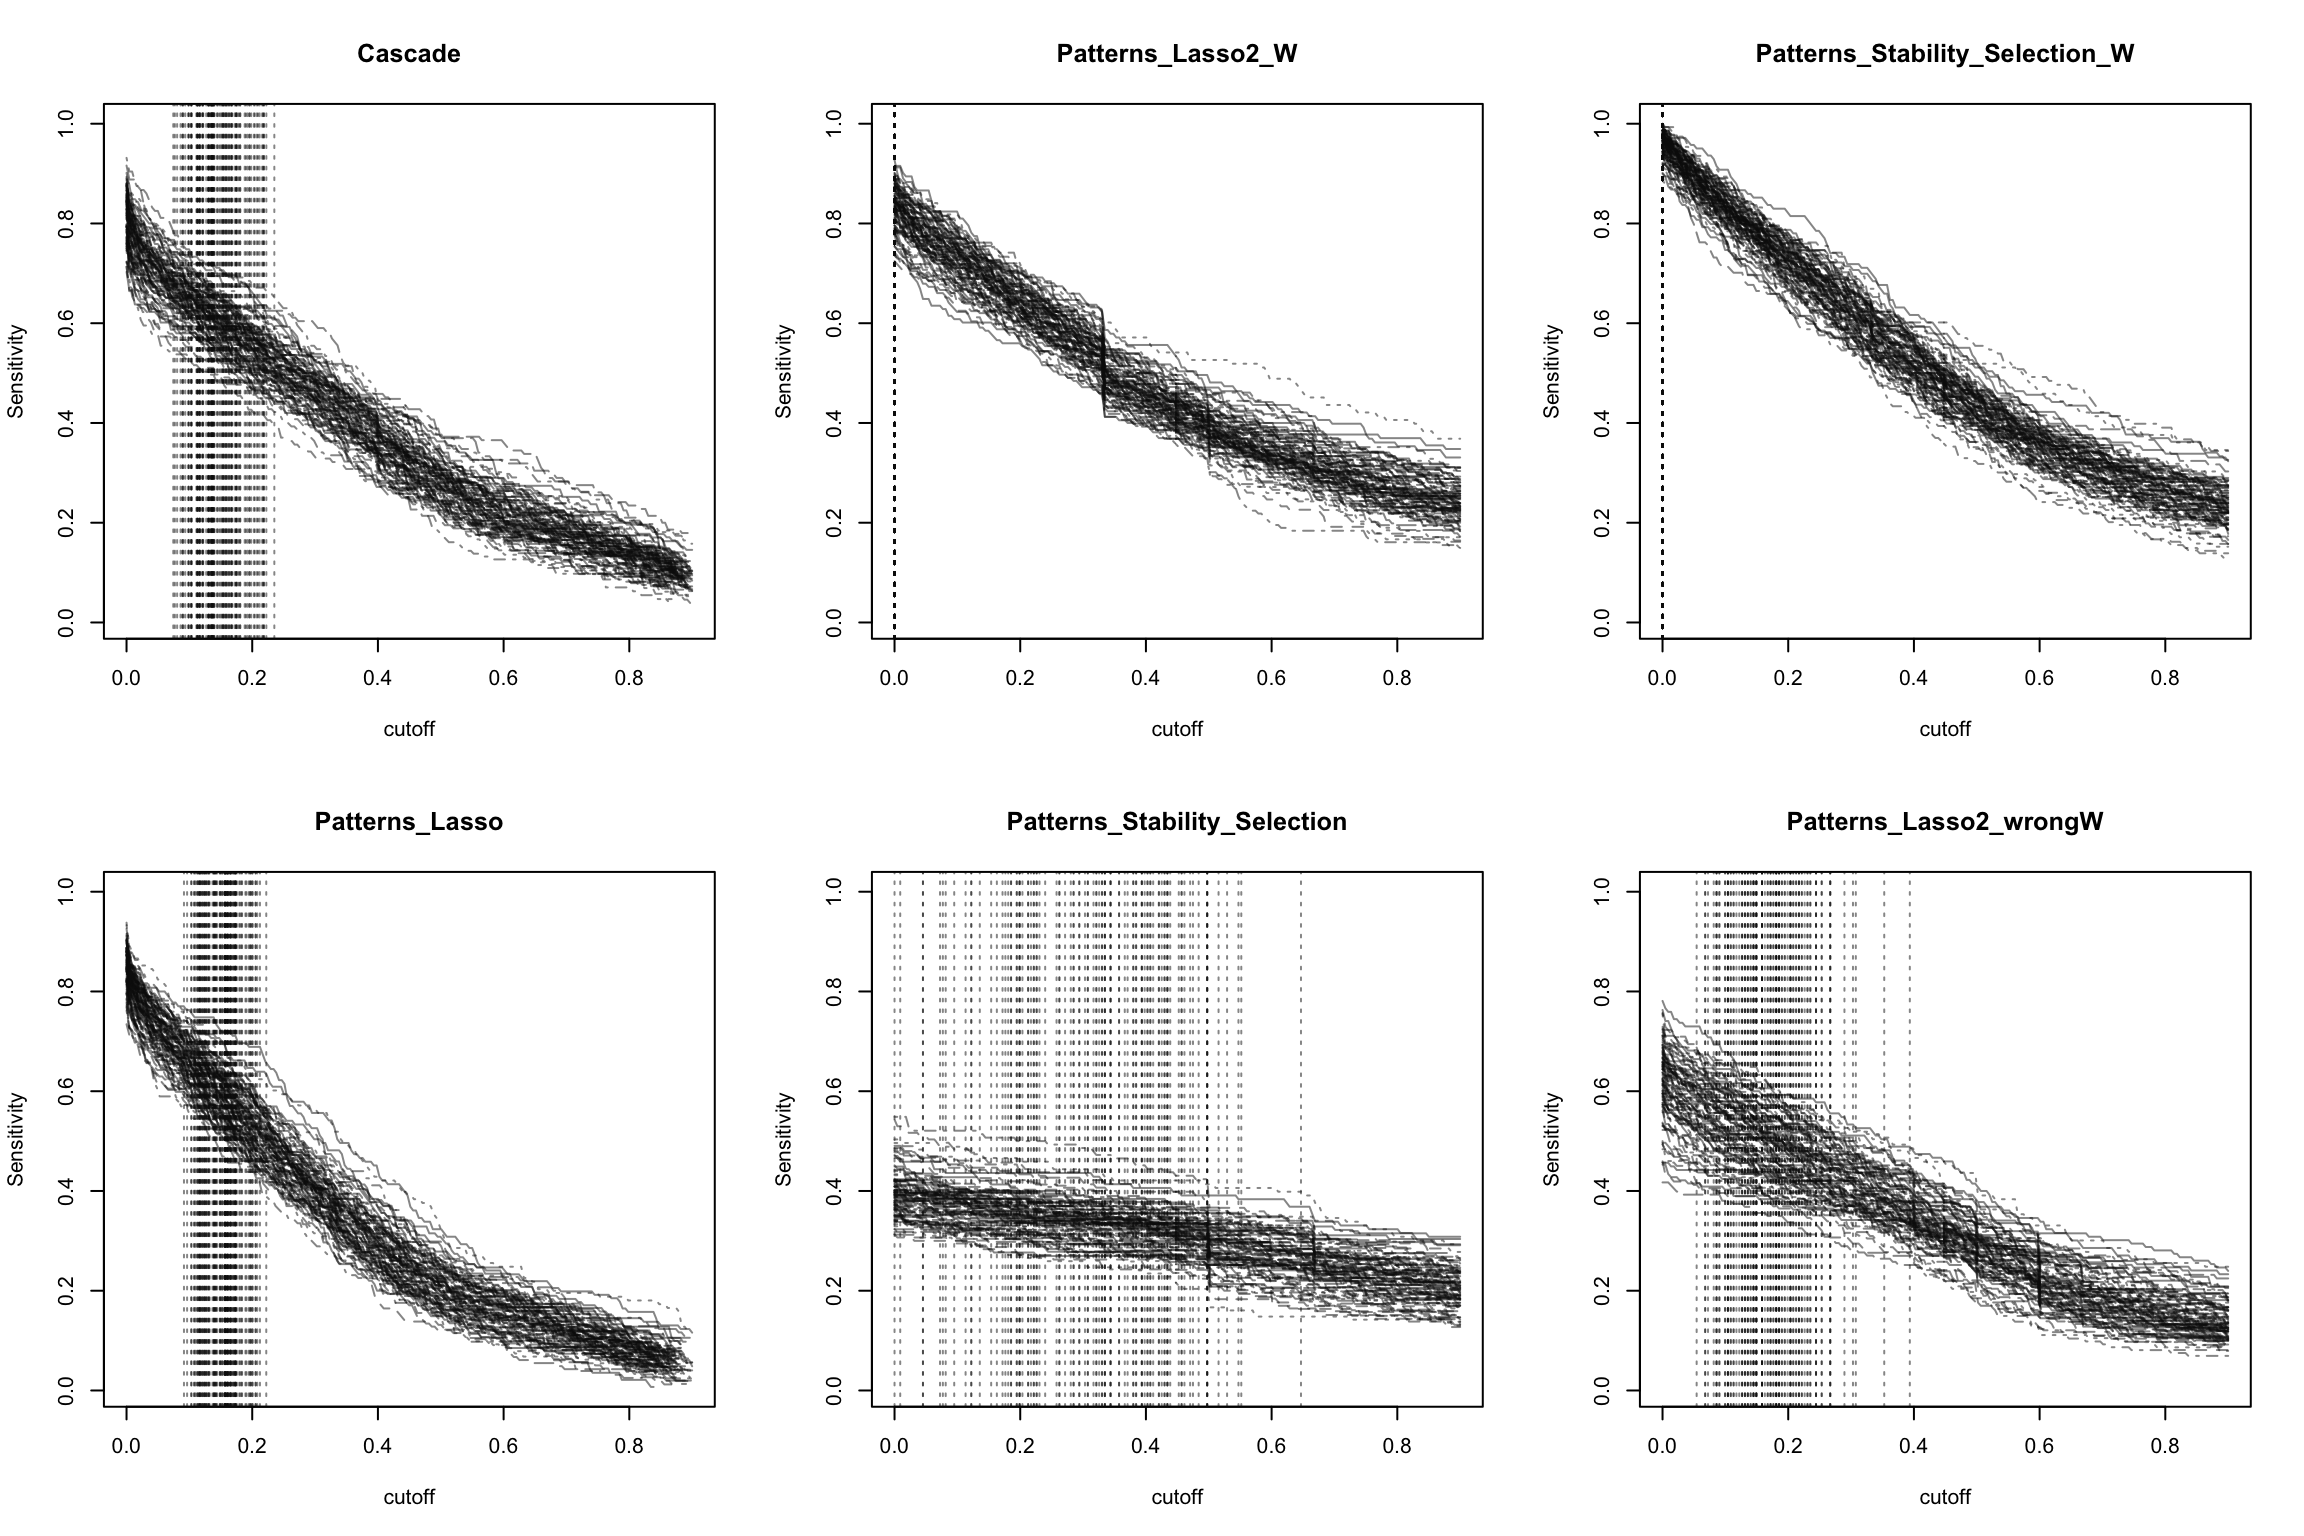 Cascade
Patterns_Lasso2_W
Patterns_Stability_Selection_W
Sensitivity
0.0 0.2 0.4 0.6 0.8 1.0
Sensitivity
0.0 0.2 0.4 0.6 0.8 1.0
Sensitivity
0.0 0.2 0.4 0.6 0.8 1.0
0.0 0.2 0.4 0.6 0.8
0.0 0.2 0.4 0.6 0.8
0.0 0.2 0.4 0.6 0.8
cutoff
cutoff
cutoff
Patterns_Lasso
Patterns_Stability_Selection
Patterns_Lasso2_wrongW
Sensitivity
0.0 0.2 0.4 0.6 0.8 1.0
Sensitivity
0.0 0.2 0.4 0.6 0.8 1.0
Sensitivity
0.0 0.2 0.4 0.6 0.8 1.0
0.0 0.2 0.4 0.6 0.8
0.0 0.2 0.4 0.6 0.8
0.0 0.2 0.4 0.6 0.8
cutoff
cutoff
cutoff